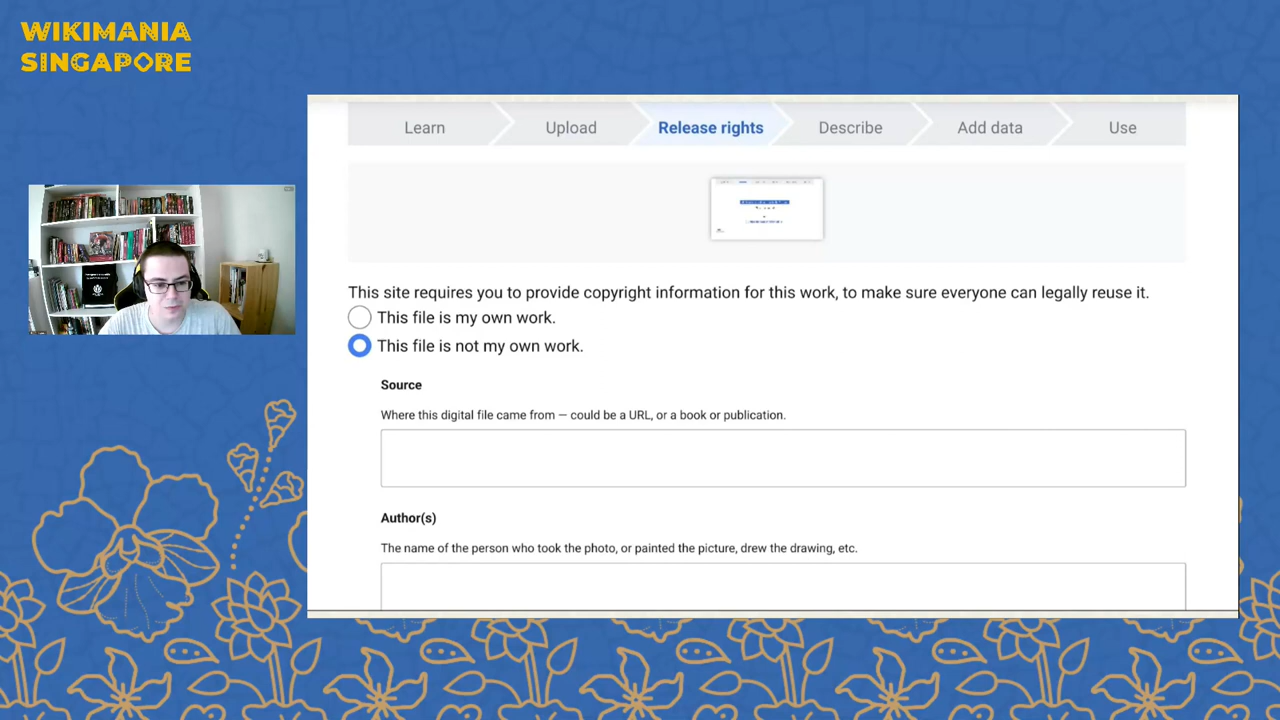 WIKIMANIA
SINGAPORE
Learn
Upload
Release rights
Describe
Add data
Use
This site requires you to provide copyright information for this work, to make sure everyone can legally reuse it.
This file is my own work.
This file is not my own work.
Source
Where this digital file came from — could be a URL, or a book or publication.
Author(s)
The name of the person who took the photo, or painted the picture, drew the drawing, etc.